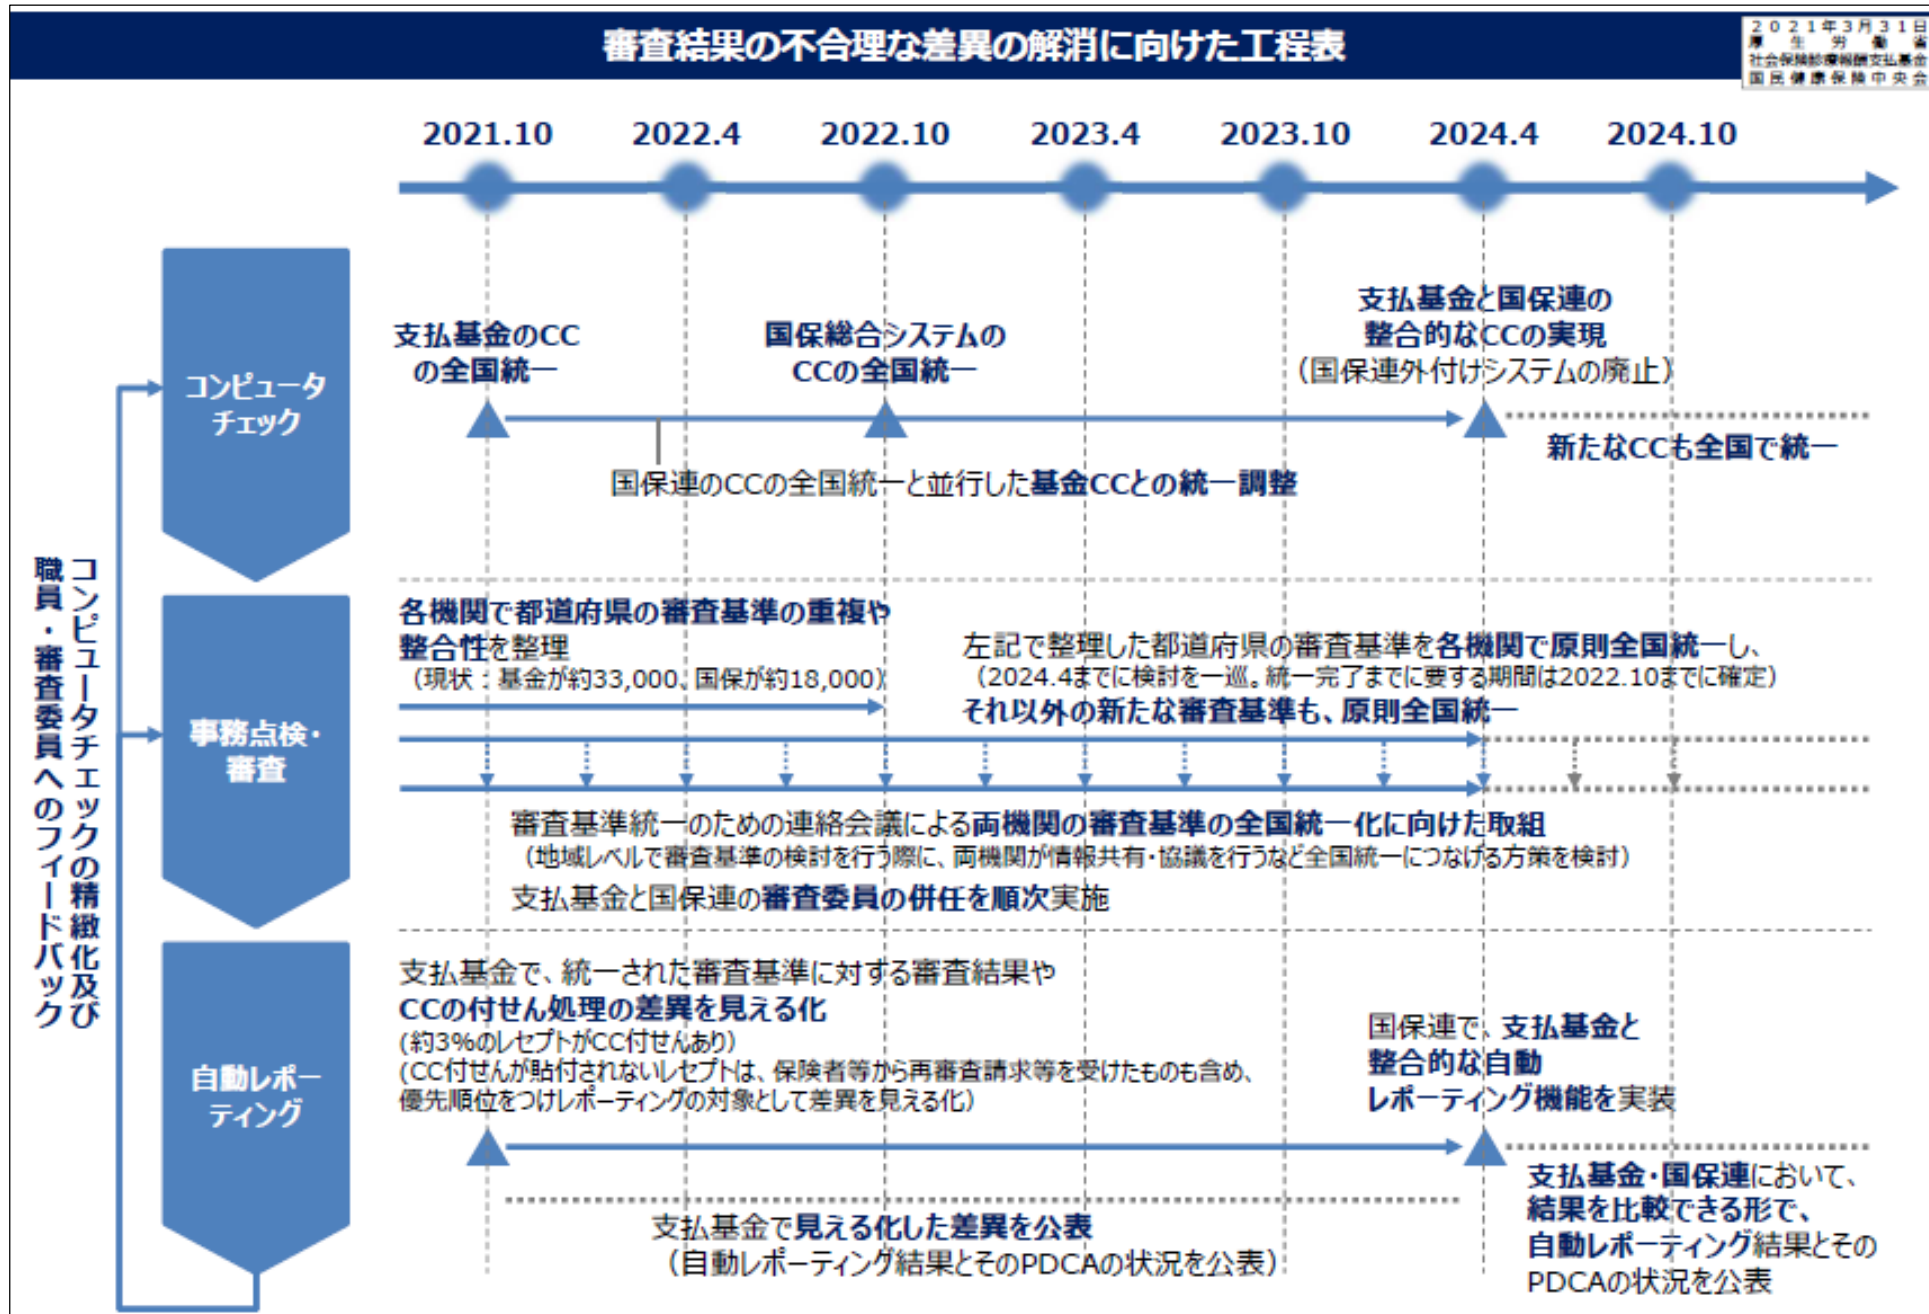 審査結果の不合理な差異の解消に向けた工程表
2021年3月31日
厚生労働省
社会保険診療報酬支払基金
国民健康保険中央会
2021.10
2022.4
2022.10
2023.4
2023.10
2024.4
2024.10
コンピュータ
チェック
支払基金のCC
の全国統一
国保総合システムの
CCの全国統一
支払基金と国保連の
整合的なCCの実現
（国保連外付けシステムの廃止）
新たなCCも全国で統一
国保連のCCの全国統一と並行した基金CCとの統一調整
コンピュータチェックの精緻化及び
職員・審査委員へのフィードバック
事務点検・
審査
各機関で都道府県の審査基準の重複や
整合性を整理
（現状：基金が約33,000、国保が約18,000）
左記で整理した都道府県の審査基準を各機関で原則全国統一し、
（2024.4までに検討を一巡。統一完了までに要する期間は2022.10までに確定）
それ以外の新たな審査基準も、原則全国統一
審査基準統一のための連絡会議による両機関の審査基準の全国統一化に向けた取組
（地域レベルで審査基準の検討を行う際に、両機関が情報共有・協議を行うなど全国統一につなげる方策を検討）
支払基金と国保連の審査委員の併任を順次実施
自動レポー
ティング
支払基金で、統一された審査基準に対する審査結果や
CCの付せん処理の差異を見える化
(約3%のレセプトがCC付せんあり)
(CC付せんが貼付されないレセプトは、保険者等から再審査請求等を受けたものも含め、
優先順位をつけレポーティングの対象として差異を見える化)
国保連で、支払基金と
整合的な自動
レポーティング機能を実装
支払基金で見える化した差異を公表
（自動レポーティング結果とそのPDCAの状況を公表）
支払基金・国保連において、
結果を比較できる形で、
自動レポーティング結果とその
PDCAの状況を公表